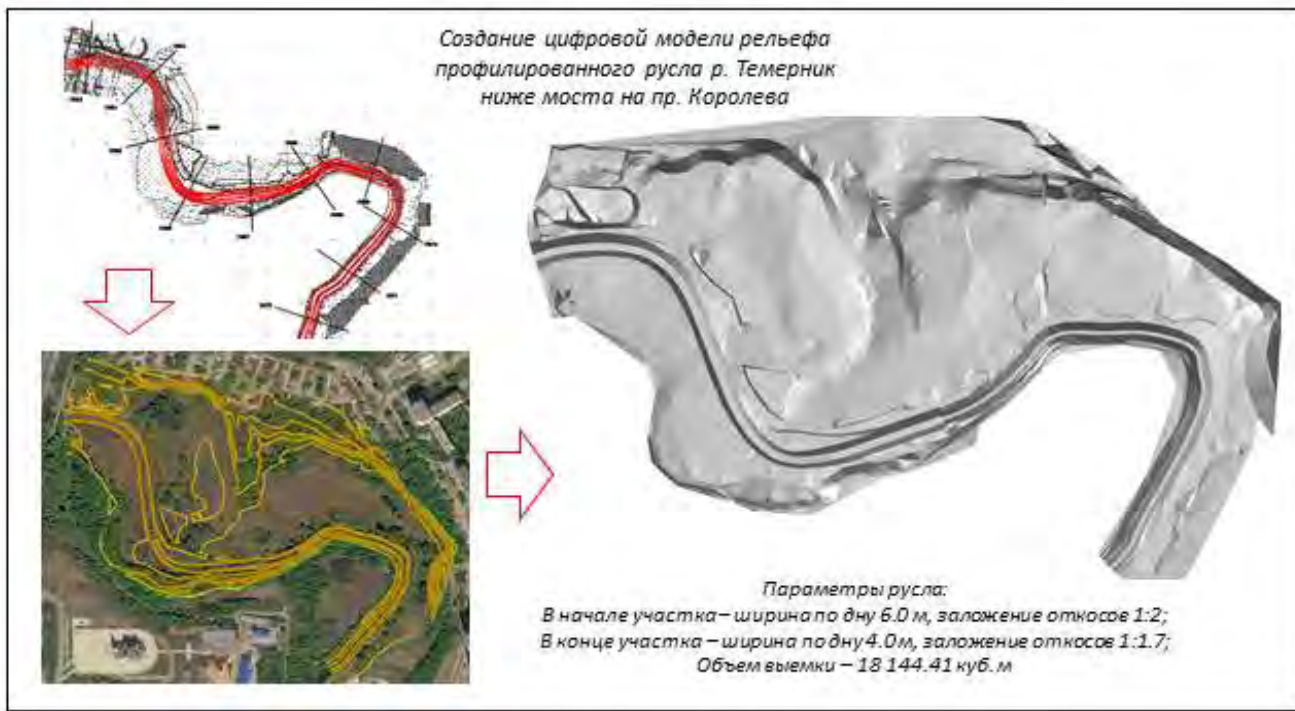 Создание цифровой модели рельефа
профилированного русла р. Темерник
ниже моста на пр. Королева
Параметры русла:
В начале участка – ширина по дну 6.0 м, заложение откосов 1:2;
В конце участка – ширина по дну 4.0 м, заложение откосов 1:1.7;
Объем выемки – 18 144.41 куб. м